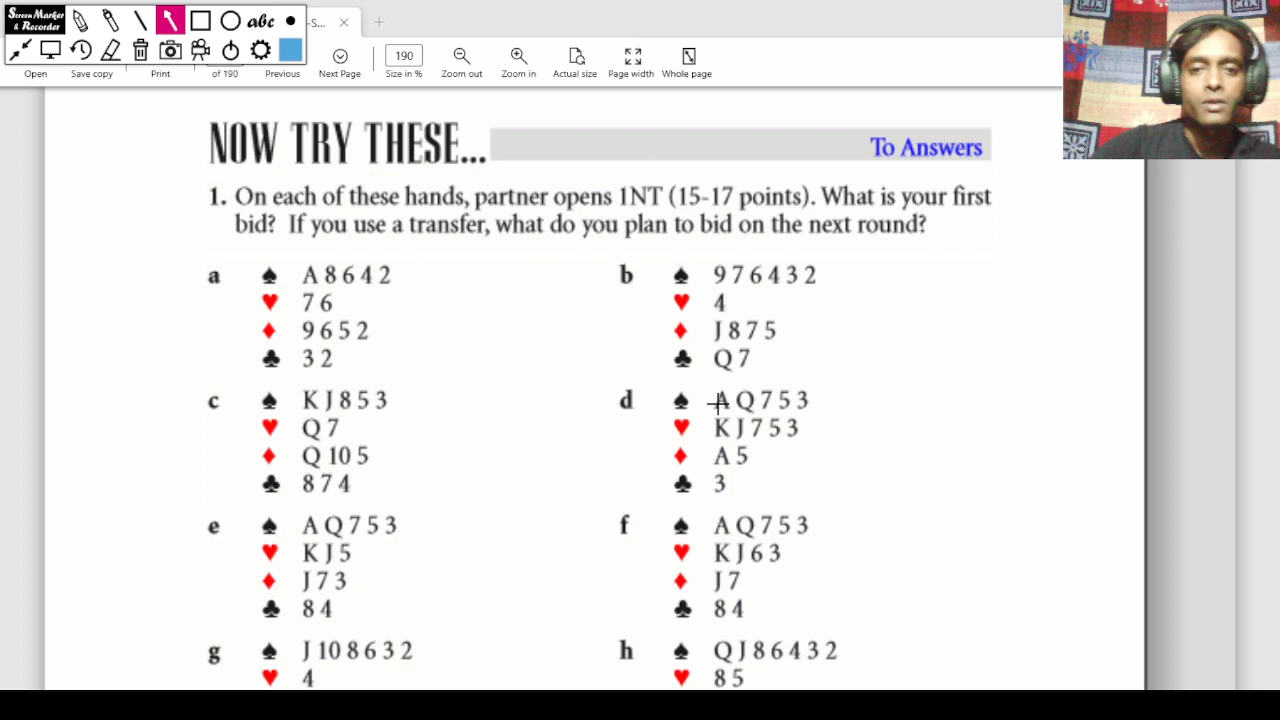 Screen Marker
& Recorder
abc
-S...
190
Open
Save copy
Print
of 190
Previous
Next Page
Size in %
Zoom out
Zoom in
Actual size
Page width
Whole page
NOW TRY THESE...
To Answers
1. On each of these hands, partner opens 1NT (15-17 points). What is your first
bid? If you use a transfer, what do you plan to bid on the next round?
a ♠ A 8 6 4 2
♥ 7 6
♦ 9 6 5 2
♣ 3 2
b ♠ 9 7 6 4 3 2
♥ 4
♦ J 8 7 5
♣ Q 7
c ♠ K J 8 5 3
♥ Q 7
♦ Q 10 5
♣ 8 7 4
d ♠ A Q 7 5 3
♥ K J 7 5 3
♦ A 5
♣ 3
e ♠ A Q 7 5 3
♥ K J 5
♦ J 7 3
♣ 8 4
f ♠ A Q 7 5 3
♥ K J 6 3
♦ J 7
♣ 8 4
g ♠ J 10 8 6 3 2
♥ 4
h ♠ Q J 8 6 4 3 2
♥ 8 5